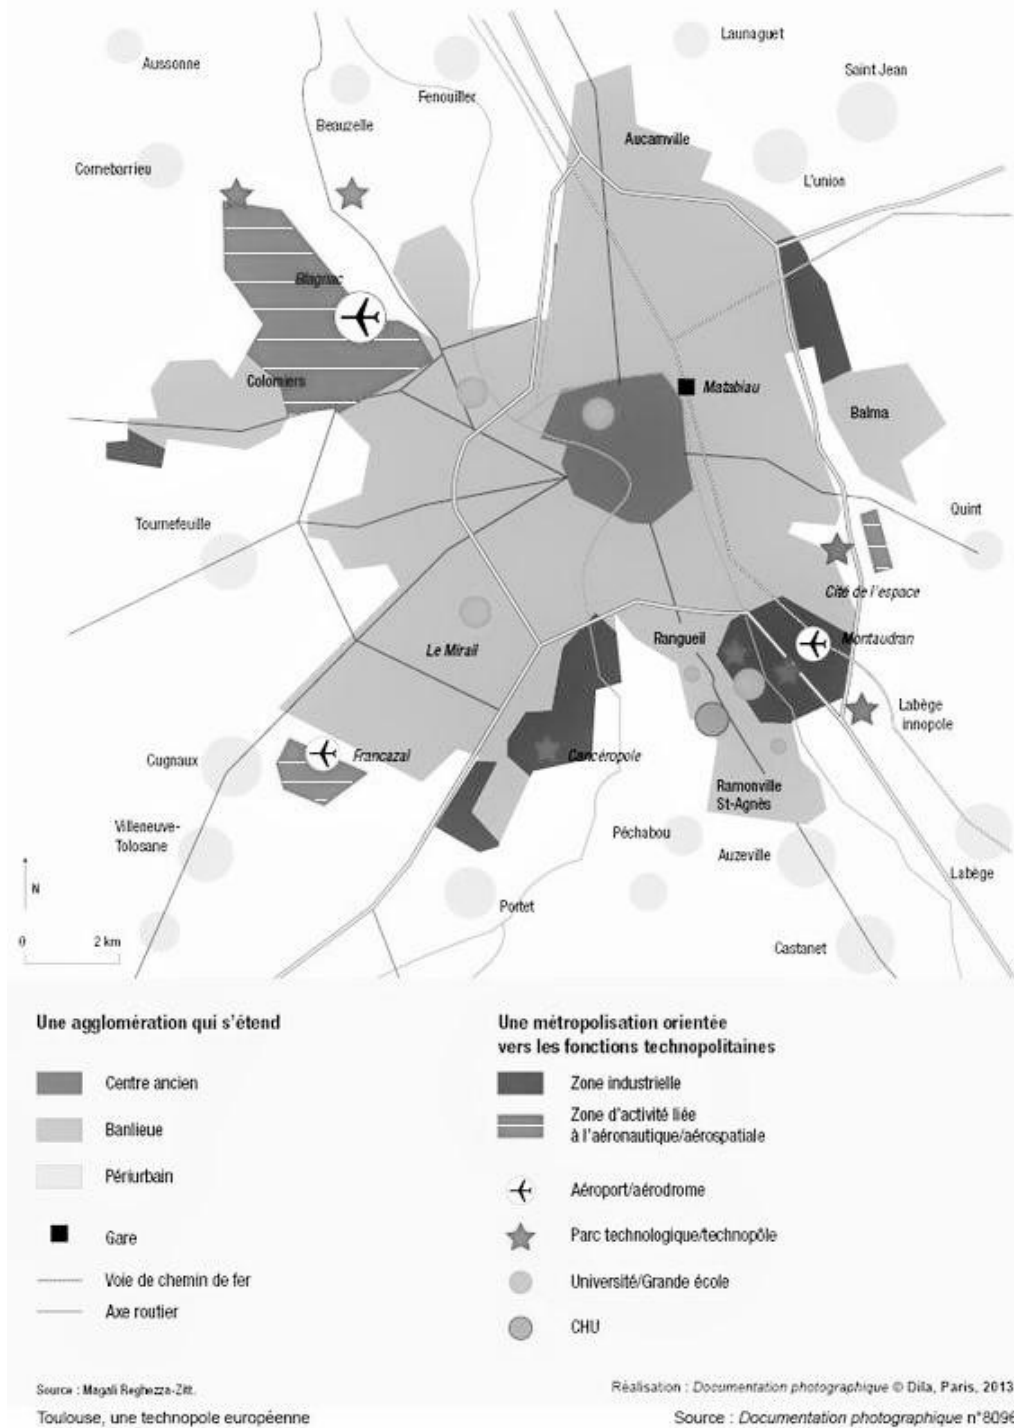 Launaguet
Aussonne
Saint Jean
Fenouillet
Beauzelle
Aucamville
Cornebarrieu
L'union
Blagnac
Colomiers
Matabiau
Balma
Quint
Tournefeuille
Cité de l'espace
Rangueil
Montaudran
Le Mirail
Labège
innopole
Cugnaux
Francazal
Cancéropole
Ramonville
St-Agnès
Villeneuve-
Tolosane
Péchabou
Auzeville
Labège
N
Portet
0 2 km
Castanet
Une agglomération qui s'étend
Centre ancien
Banlieue
Périurbain
Gare
Voie de chemin de fer
Axe routier
Une métropolisation orientée
vers les fonctions technopolitaines
Zone industrielle
Zone d'activité liée
à l'aéronautique/aérospatiale
Aéroport/aérodrome
Parc technologique/technopôle
Université/Grande école
CHU
Source : Magali Reghezza-Zitt.
Réalisation : Documentation photographique © Dila, Paris, 2013
Toulouse, une technopole européenne
Source : Documentation photographique n°8096